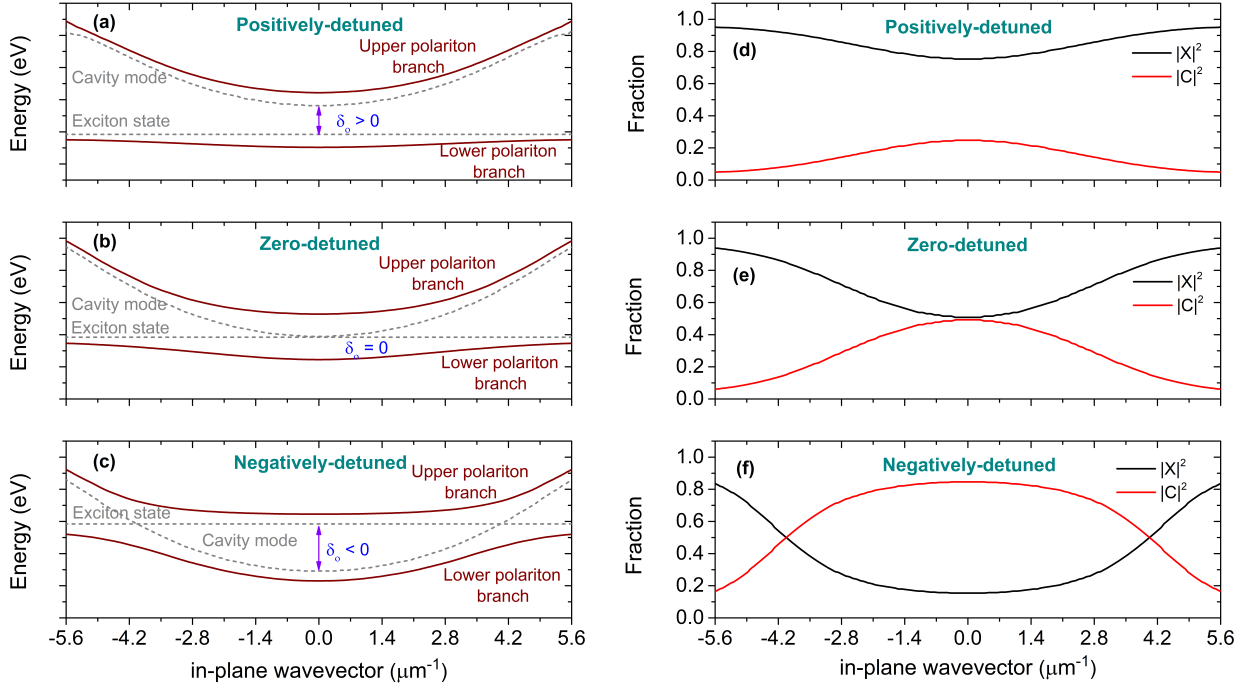 (a)
Positively-detuned
Upper polariton
branch
Cavity mode
Exciton state
δo > 0
Lower polariton
branch
Energy (eV)
(b)
Zero-detuned
Upper polariton
branch
Cavity mode
Exciton state
δo = 0
Lower polariton
branch
Energy (eV)
(c)
Negatively-detuned
Upper polariton
branch
Exciton state
Cavity mode
δo < 0
Lower polariton
branch
Energy (eV)
-5.6 -4.2 -2.8 -1.4 0.0 1.4 2.8 4.2 5.6
in-plane wavevector (μm⁻¹)
(d)
Positively-detuned
|X|²
|C|²
1.0
0.8
0.6
0.4
0.2
0.0
Fraction
(e)
Zero-detuned
|X|²
|C|²
1.0
0.8
0.6
0.4
0.2
0.0
Fraction
(f)
Negatively-detuned
|X|²
|C|²
1.0
0.8
0.6
0.4
0.2
0.0
Fraction
-5.6 -4.2 -2.8 -1.4 0.0 1.4 2.8 4.2 5.6
in-plane wavevector (μm⁻¹)